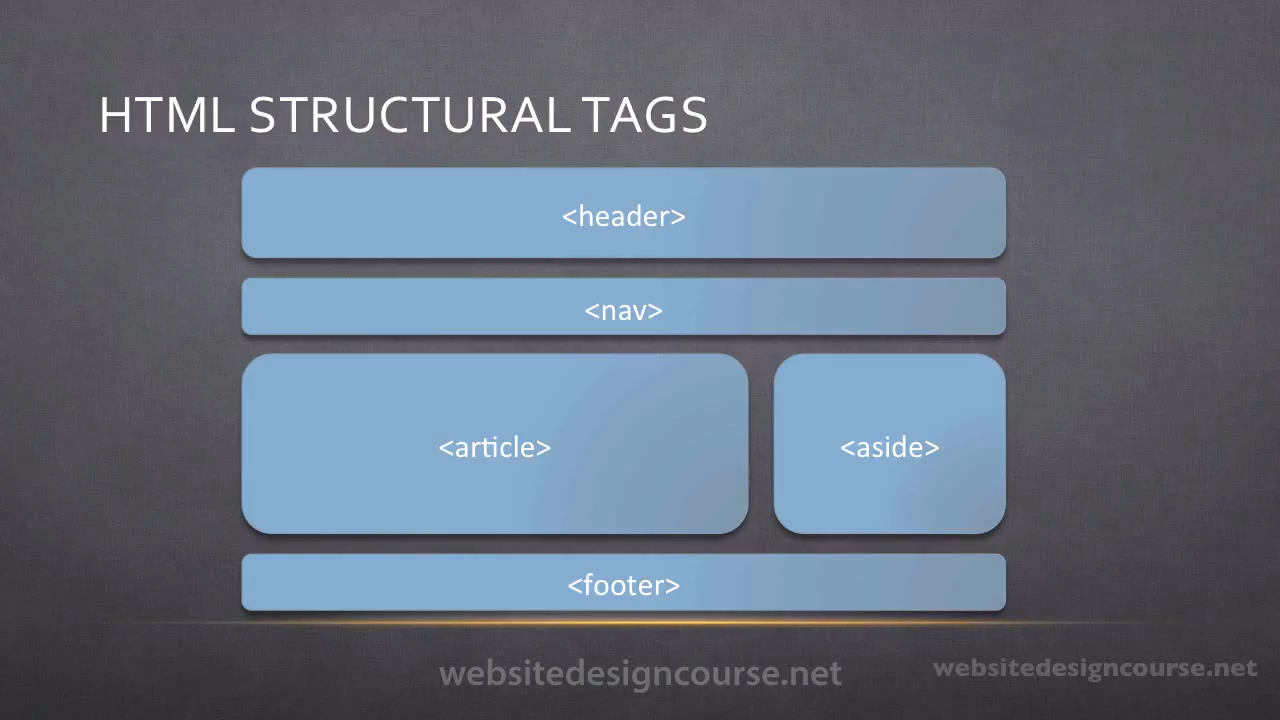 HTML STRUCTURAL TAGS
<header>
<nav>
<article>
<aside>
<footer>
websitedesigncourse.net
websitedesigncourse.net